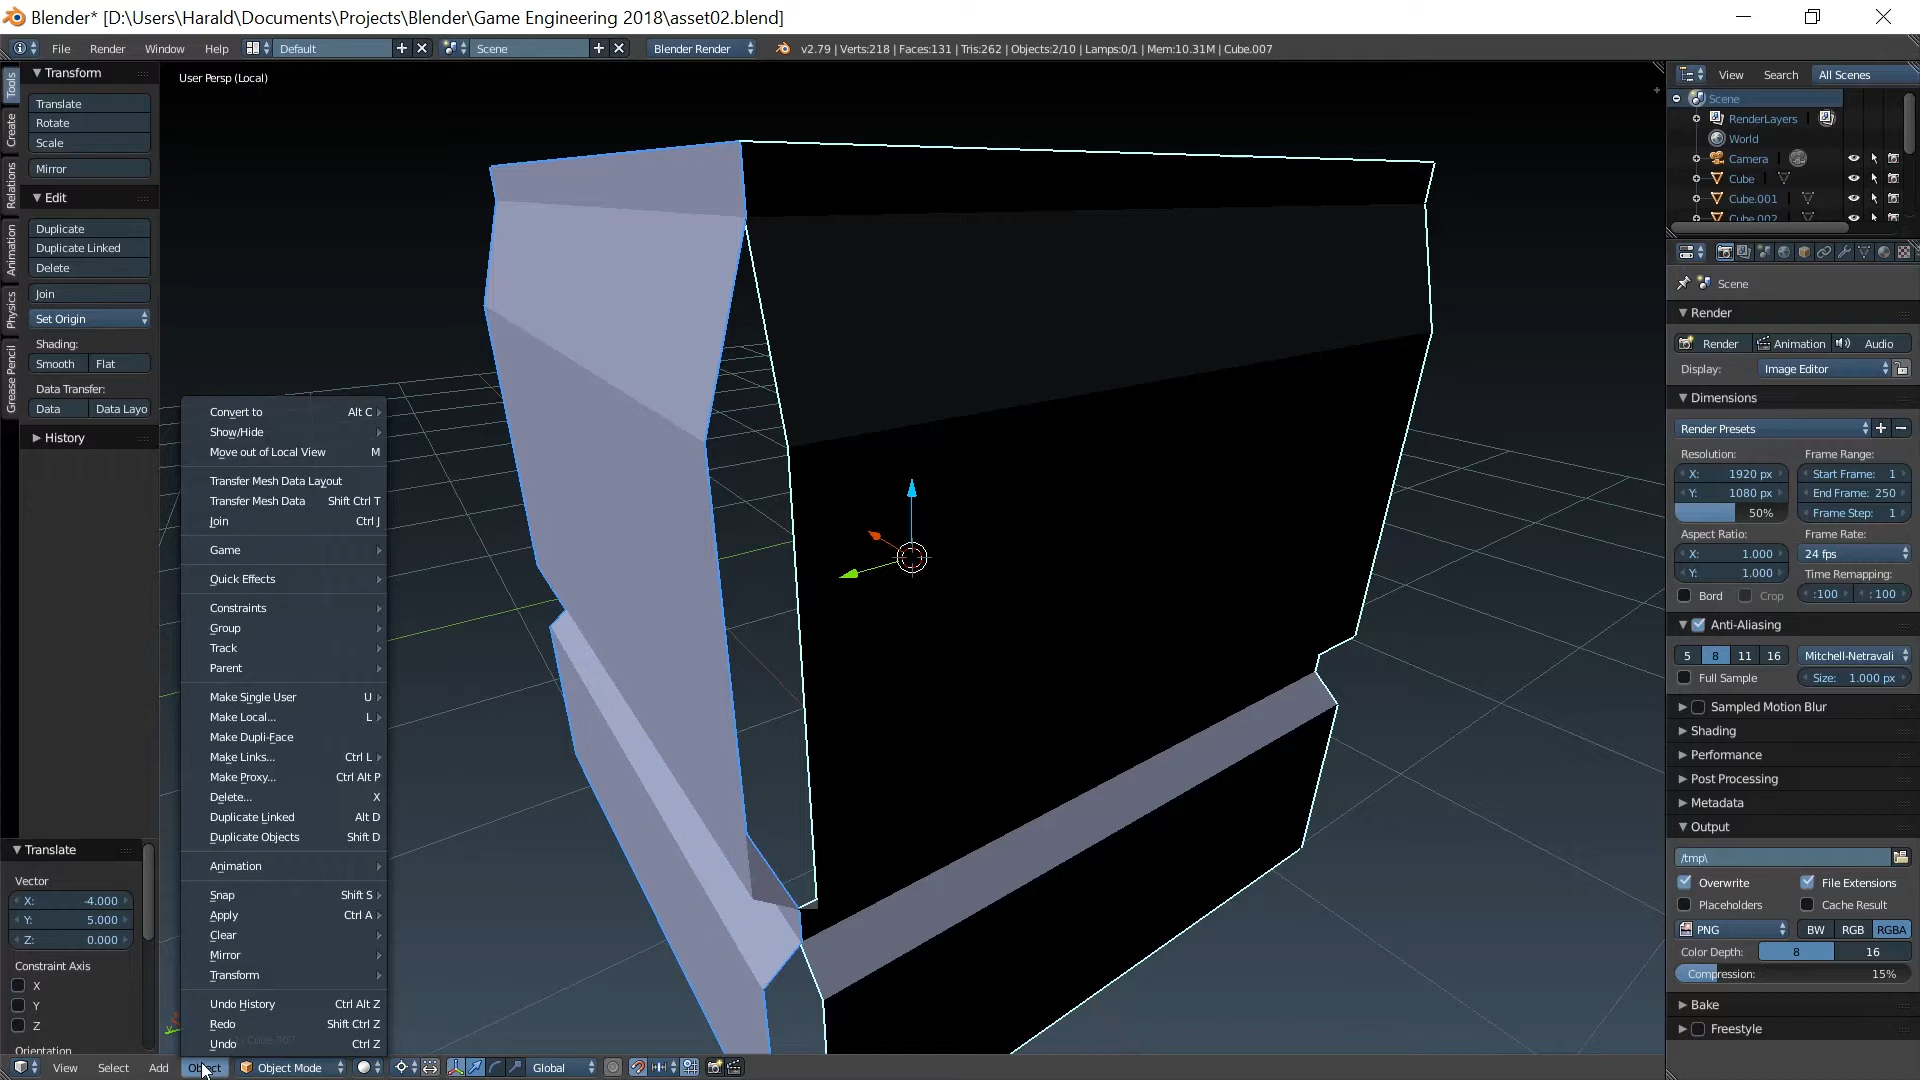 Blender* [D:\Users\Harald\Documents\Projects\Blender\Game Engineering 2018\asset02.blend]
File Render Window Help Default Scene Blender Render v2.79 | Verts:218 | Faces:131 | Tris:262 | Objects:2/10 | Lamps:0/1 | Mem:10.31M | Cube.007
Tools
Create
Relations
Animation
Physics
Grease Pencil
Transform
Translate
Rotate
Scale
Mirror
Edit
Duplicate
Duplicate Linked
Delete
Join
Set Origin
Shading:
Smooth Flat
Data Transfer:
Data Data Layo
History
Translate
Vector
X: -4.000
Y: 5.000
Z: 0.000
Constraint Axis
X
Y
Z
Orientation
User Persp (Local)
Convert to Alt C
Show/Hide
Move out of Local View M
Transfer Mesh Data Layout
Transfer Mesh Data Shift Ctrl T
Join Ctrl J
Game
Quick Effects
Constraints
Group
Track
Parent
Make Single User U
Make Local... L
Make Dupli-Face
Make Links... Ctrl L
Make Proxy... Ctrl Alt P
Delete... X
Duplicate Linked Alt D
Duplicate Objects Shift D
Animation
Snap Shift S
Apply Ctrl A
Clear
Mirror
Transform
Undo History Ctrl Alt Z
Redo Shift Ctrl Z
Undo Ctrl Z
View Select Add Object Object Mode Global
View Search All Scenes
Scene
RenderLayers
World
Camera
Cube
Cube.001
Cube.002
Scene
Render
Render Animation Audio
Display: Image Editor
Dimensions
Render Presets
Resolution: Frame Range:
X: 1920 px Start Frame: 1
Y: 1080 px End Frame: 250
50% Frame Step: 1
Aspect Ratio: Frame Rate:
X: 1.000 24 fps
Y: 1.000 Time Remapping:
Bord Crop :100 : 100
Anti-Aliasing
5 8 11 16 Mitchell-Netravali
Full Sample Size: 1.000 px
Sampled Motion Blur
Shading
Performance
Post Processing
Metadata
Output
/tmp\
Overwrite File Extensions
Placeholders Cache Result
PNG BW RGB RGBA
Color Depth: 8 16
Compression: 15%
Bake
Freestyle